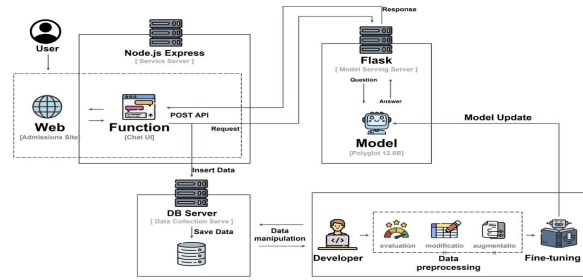 Response
User
Node.js Express
[ Service Server ]
Flask
[ Model Serving Server ]
Question
Answer
Web
[Admissions Site]
Function
[Chat UI]
POST API
Request
Model
[Polyglot 12.8B]
Model Update
Insert Data
DB Server
[ Data Collection Serve ]
Save Data
Data
manipulation
Developer
evaluation
modificatio
n
augmentatio
n
Data
preprocessing
Fine-tuning